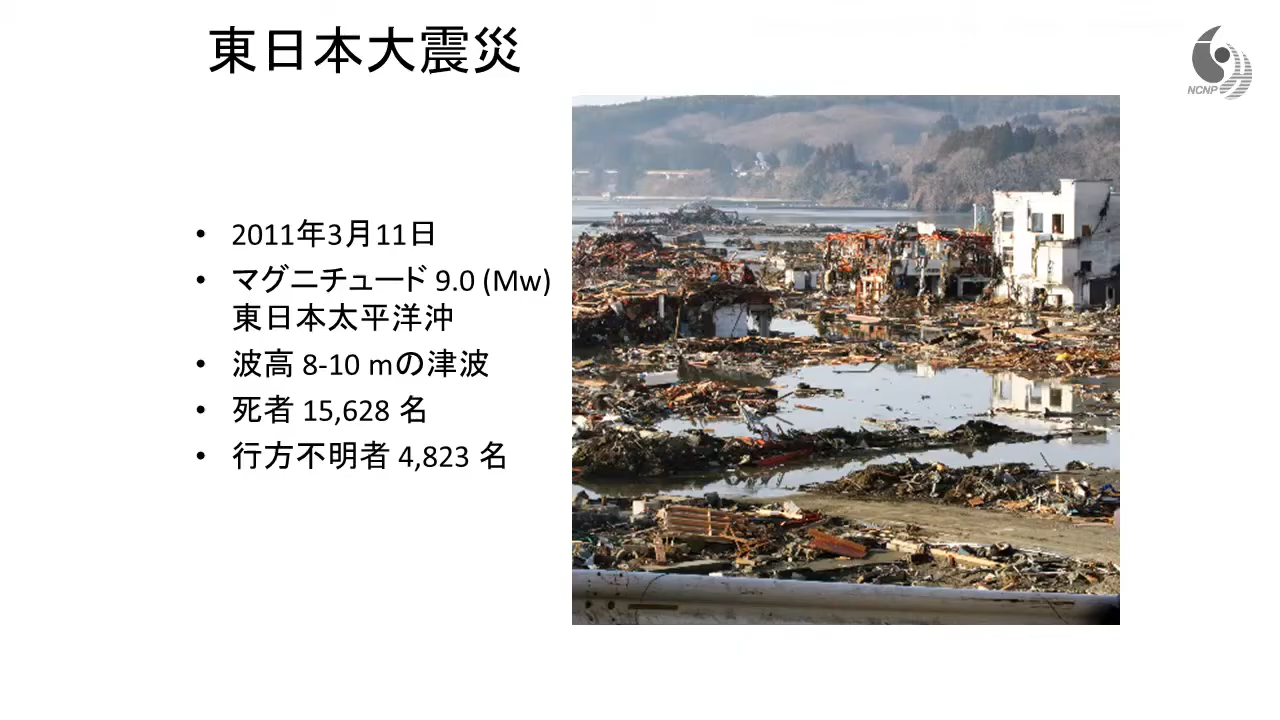 東日本大震災
NCNP
• 2011年3月11日
• マグニチュード 9.0 (Mw)
東日本太平洋沖
• 波高 8-10 mの津波
• 死者 15,628 名
• 行方不明者 4,823 名